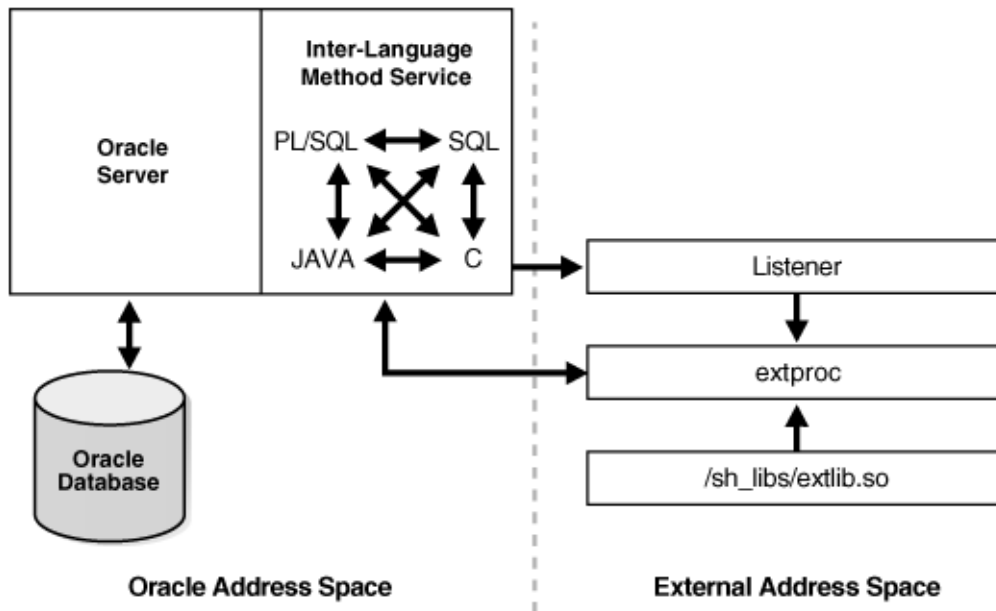 Inter-Language
Method Service
Oracle
Server
PL/SQL SQL
JAVA C
Listener
extproc
/sh_libs/extlib.so
Oracle
Database
Oracle Address Space
External Address Space